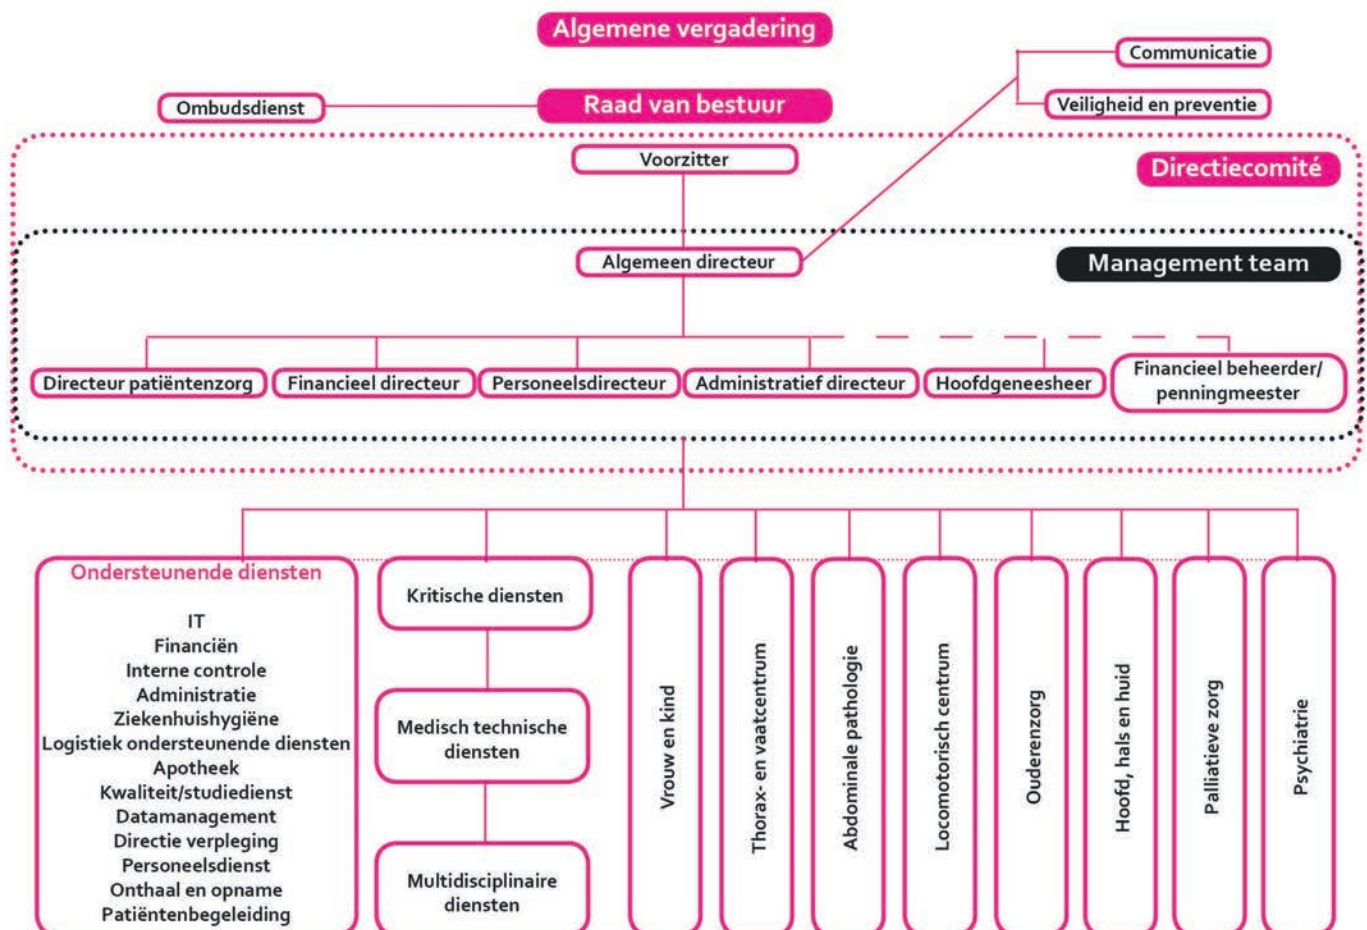 Algemene vergadering
Communicatie
Ombudsdienst
Raad van bestuur
Veiligheid en preventie
Voorzitter
Directiecomité
Algemeen directeur
Management team
Directeur patiëntenzorg
Financieel directeur
Personeelsdirecteur
Administratief directeur
Hoofdgeneesheer
Financieel beheerder/
penningmeester
Ondersteunende diensten
IT
Financiën
Interne controle
Administratie
Ziekenhuishygiëne
Logistiek ondersteunende diensten
Apotheek
Kwaliteit/studiedienst
Datamanagement
Directie verpleging
Personeelsdienst
Onthaal en opname
Patiëntenbegeleiding
Kritische diensten
Medisch technische
diensten
Multidisciplinaire
diensten
Vrouw en kind
Thorax- en vaatcentrum
Abdominale pathologie
Locomotorisch centrum
Ouderenzorg
Hoofd, hals en huid
Palliatieve zorg
Psychiatrie